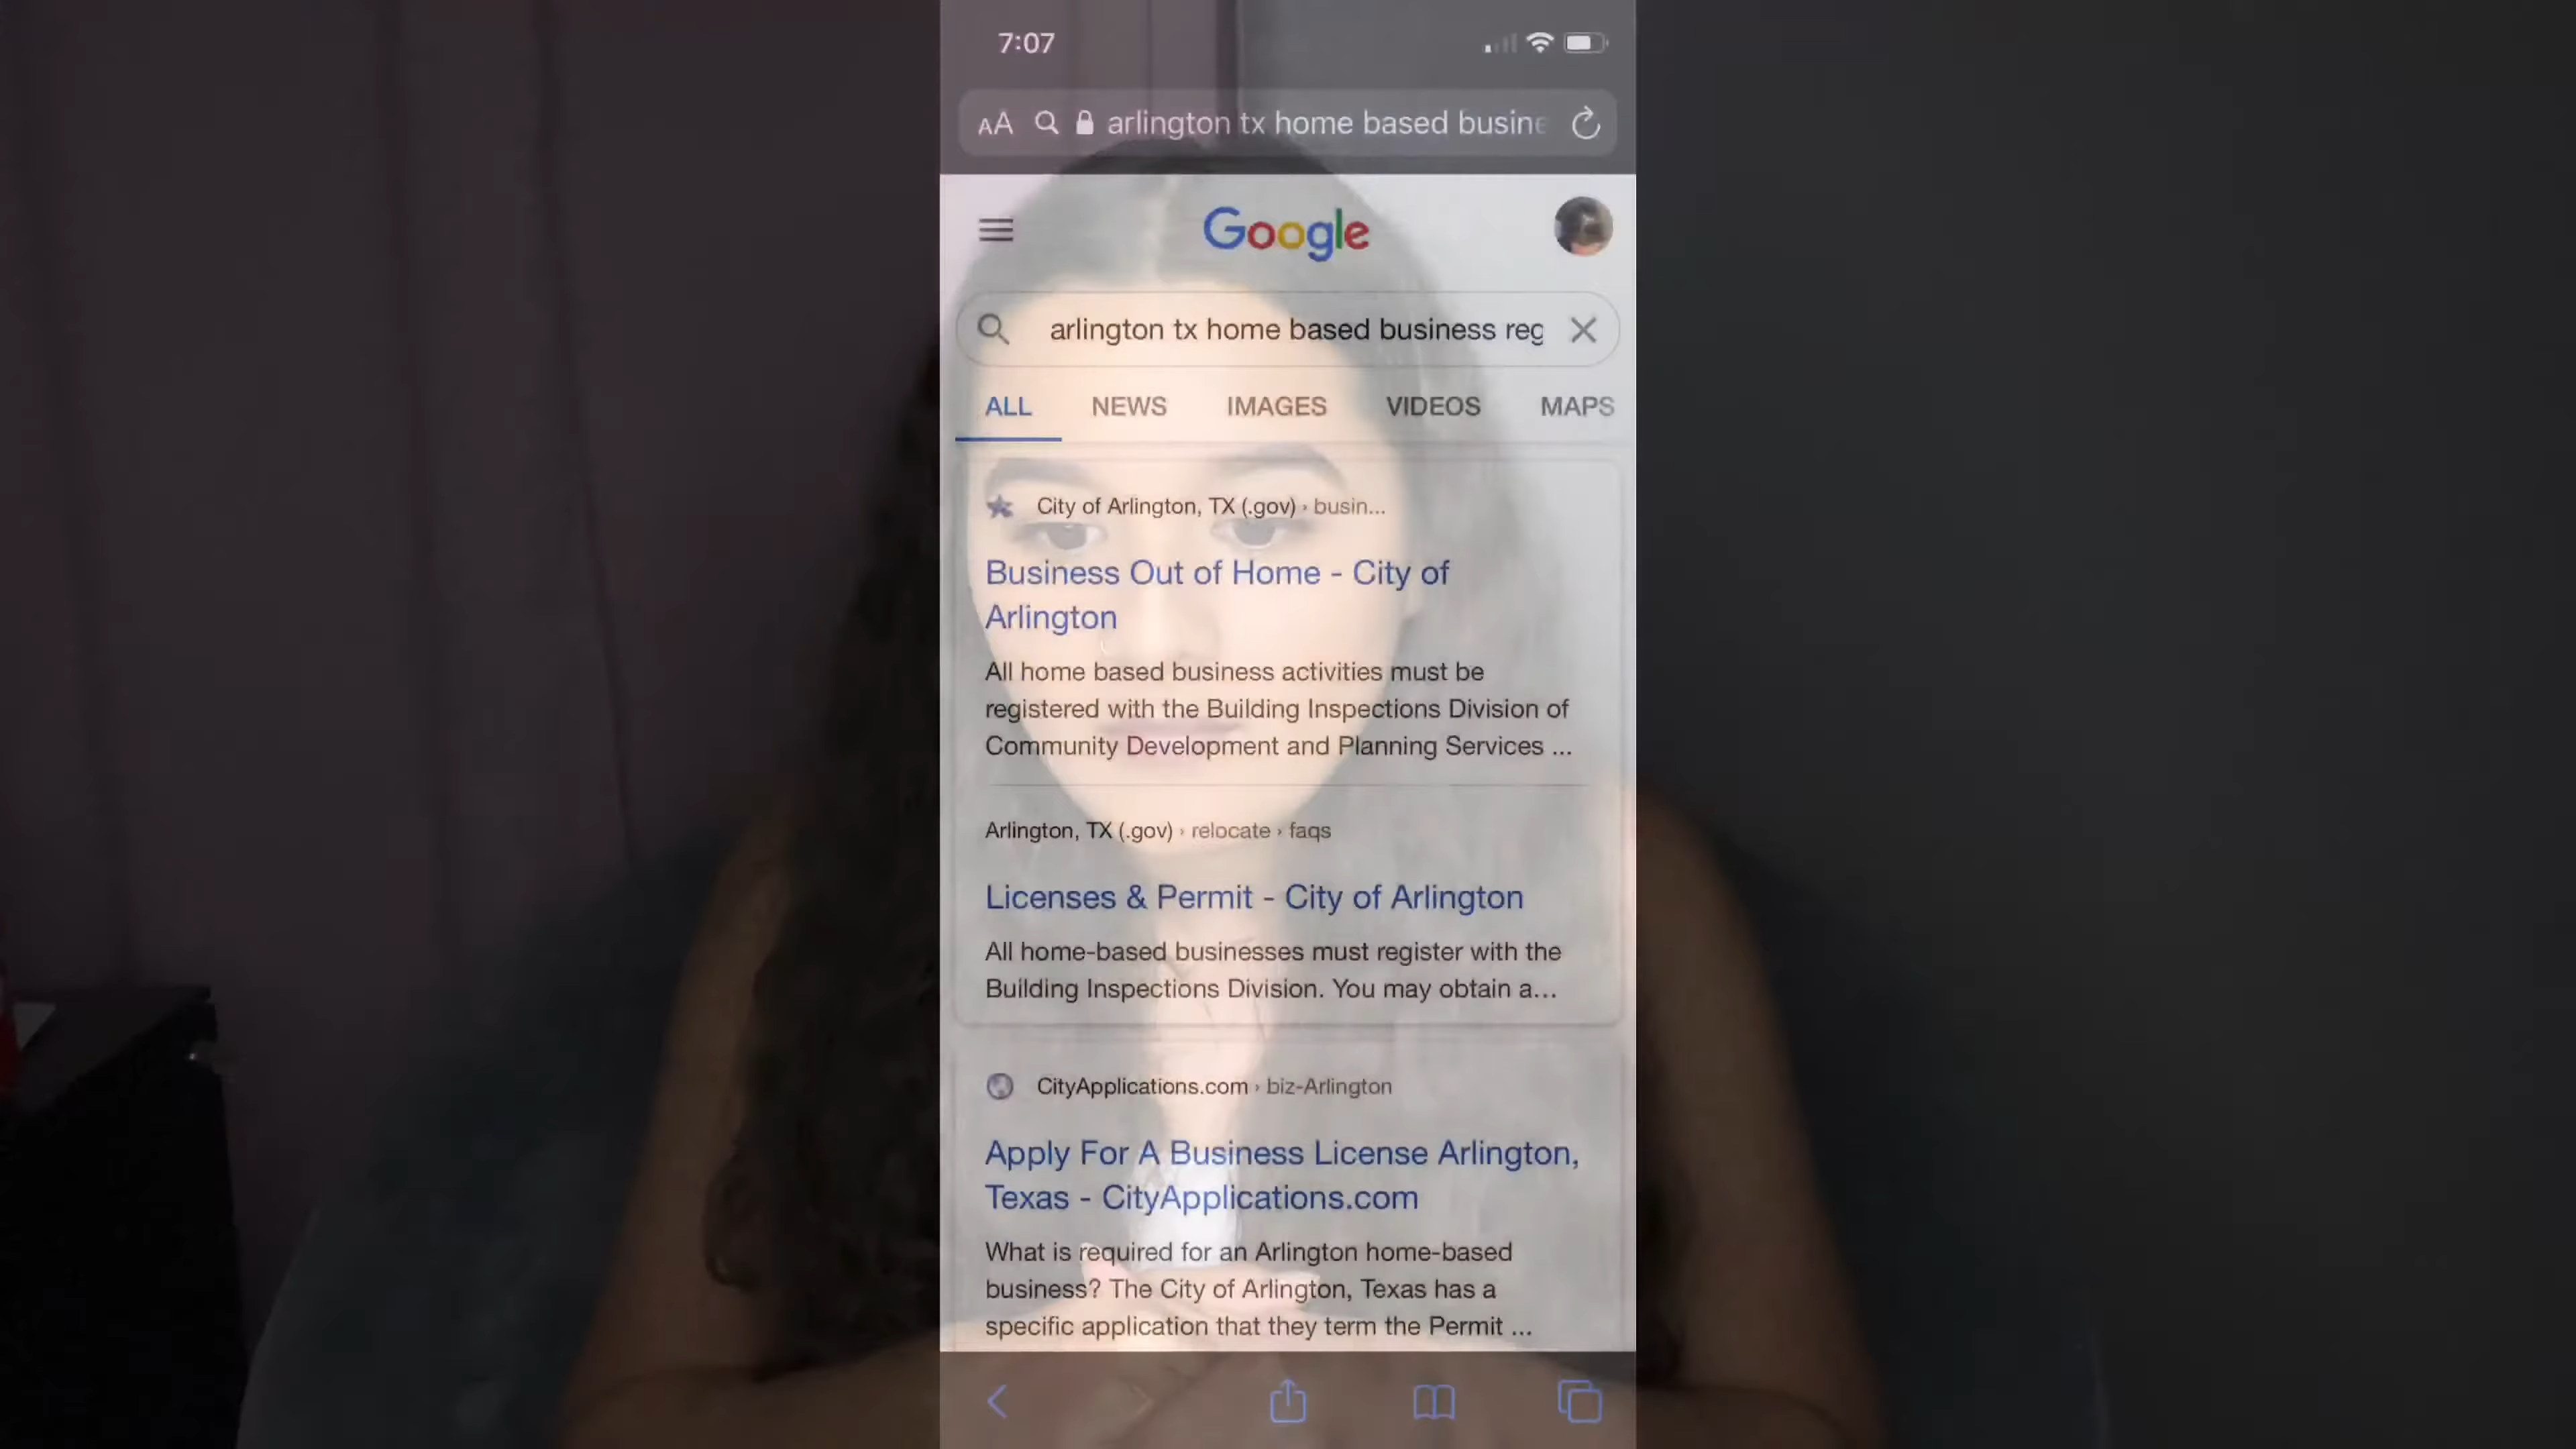 7:07
AA arlington tx home based busine
Google
arlington tx home based business reg
ALL NEWS IMAGES VIDEOS MAPS
City of Arlington, TX (.gov) › busin...
Business Out of Home - City of
Arlington
All home based business activities must be
registered with the Building Inspections Division of
Community Development and Planning Services ...
Arlington, TX (.gov) › relocate › faqs
Licenses & Permit - City of Arlington
All home-based businesses must register with the
Building Inspections Division. You may obtain a...
CityApplications.com › biz-Arlington
Apply For A Business License Arlington,
Texas - CityApplications.com
What is required for an Arlington home-based
business? The City of Arlington, Texas has a
specific application that they term the Permit ...